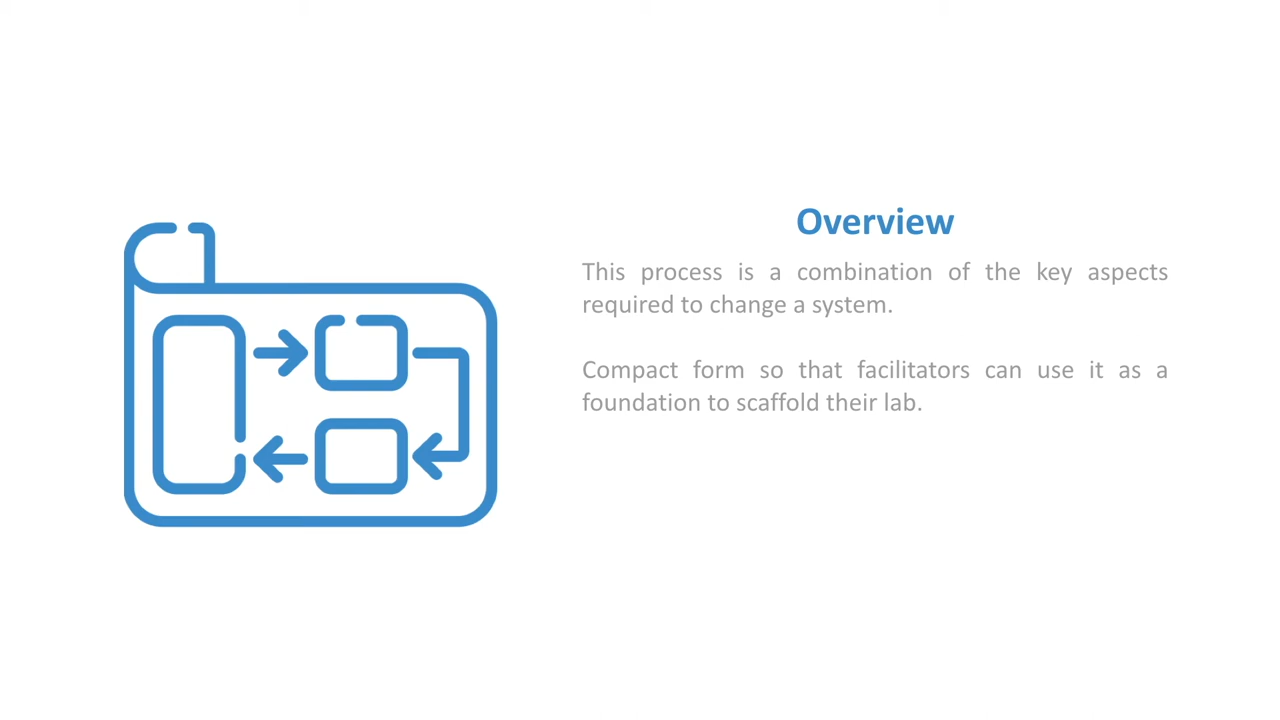 Overview
This process is a combination of the key aspects
required to change a system.
Compact form so that facilitators can use it as a
foundation to scaffold their lab.